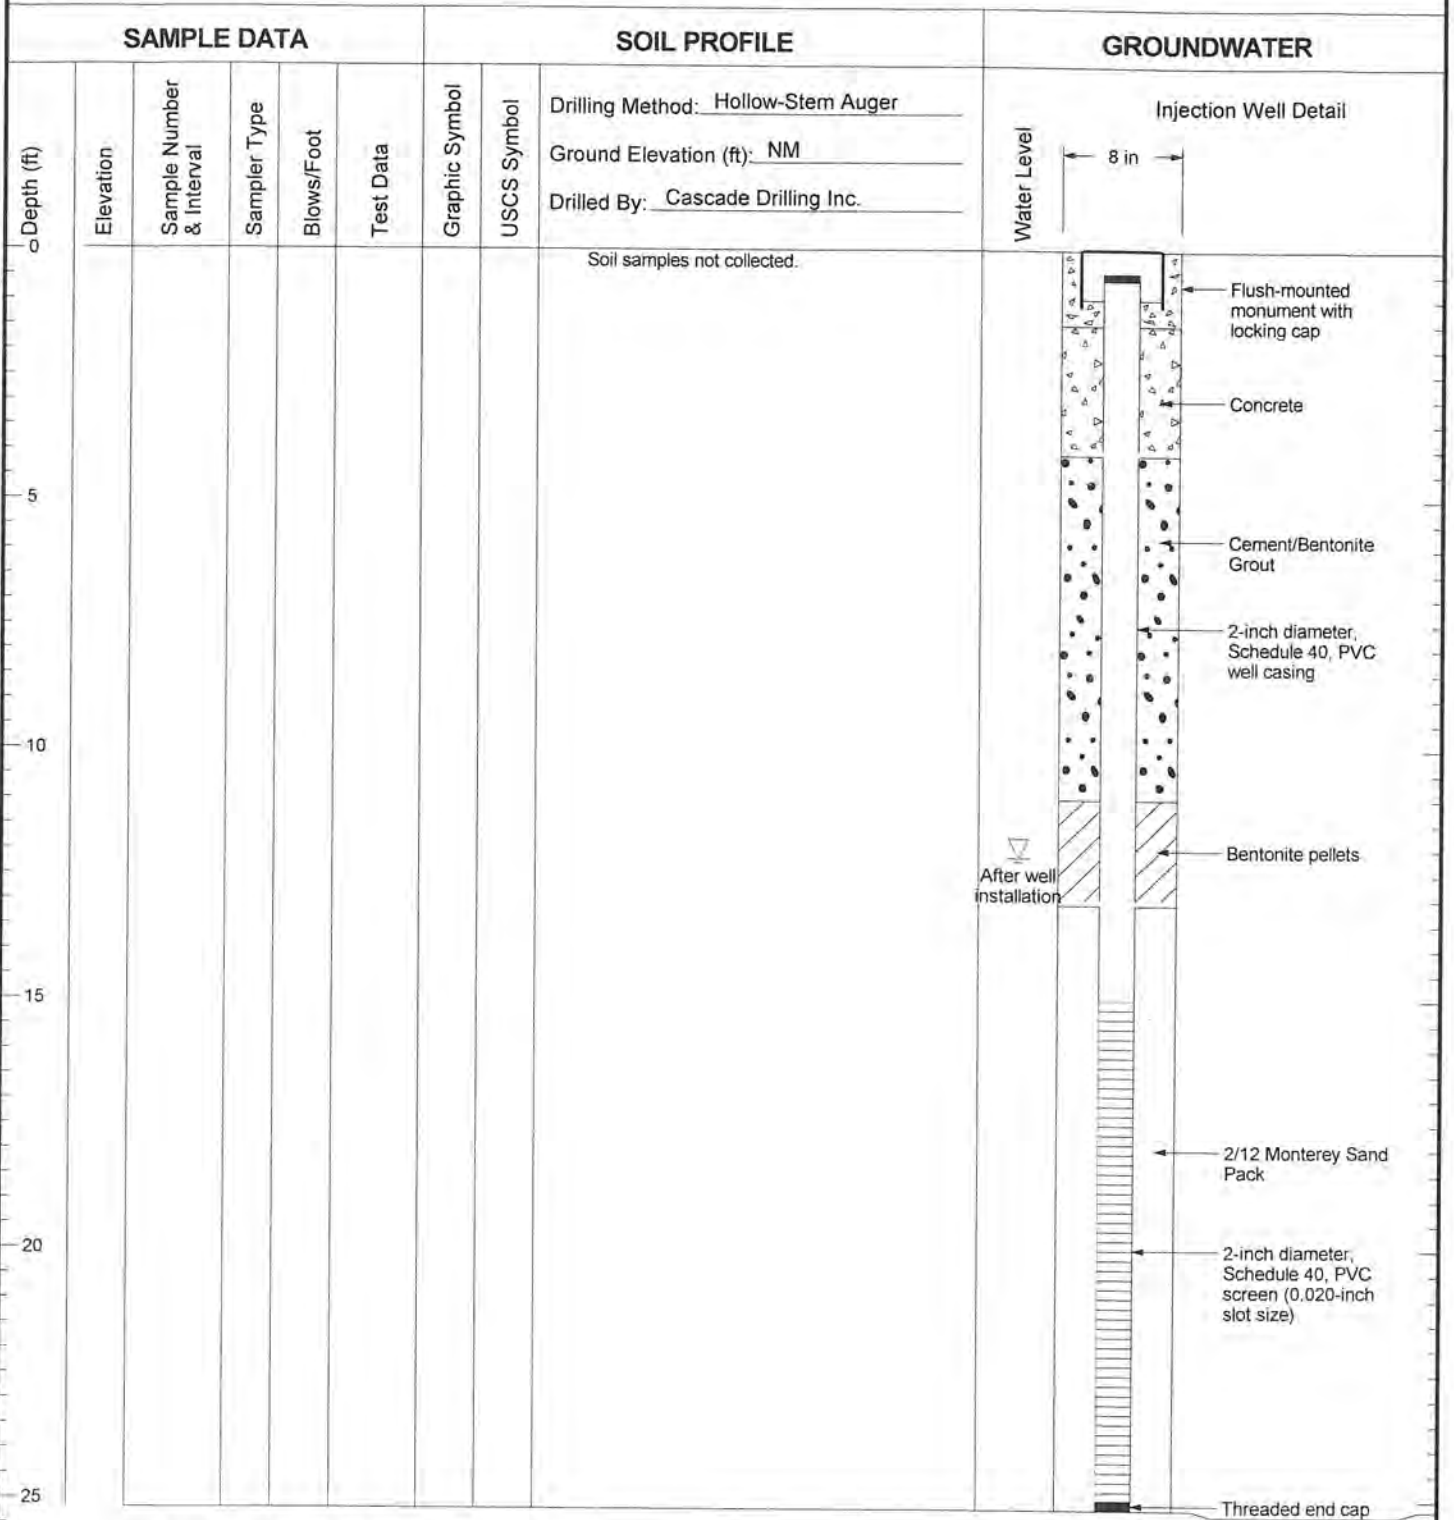 SAMPLE DATA
SOIL PROFILE
GROUNDWATER
Depth (ft)
Elevation
Sample Number
& Interval
Sampler Type
Blows/Foot
Test Data
Graphic Symbol
USCS Symbol
Drilling Method: Hollow-Stem Auger
Ground Elevation (ft): NM
Drilled By: Cascade Drilling Inc.
Water Level
Injection Well Detail
8 in
0
Soil samples not collected.
Flush-mounted
monument with
locking cap
Concrete
5
Cement/Bentonite
Grout
2-inch diameter,
Schedule 40, PVC
well casing
10
Bentonite pellets
After well
installation
15
2/12 Monterey Sand
Pack
20
2-inch diameter,
Schedule 40, PVC
screen (0.020-inch
slot size)
25
Threaded end cap